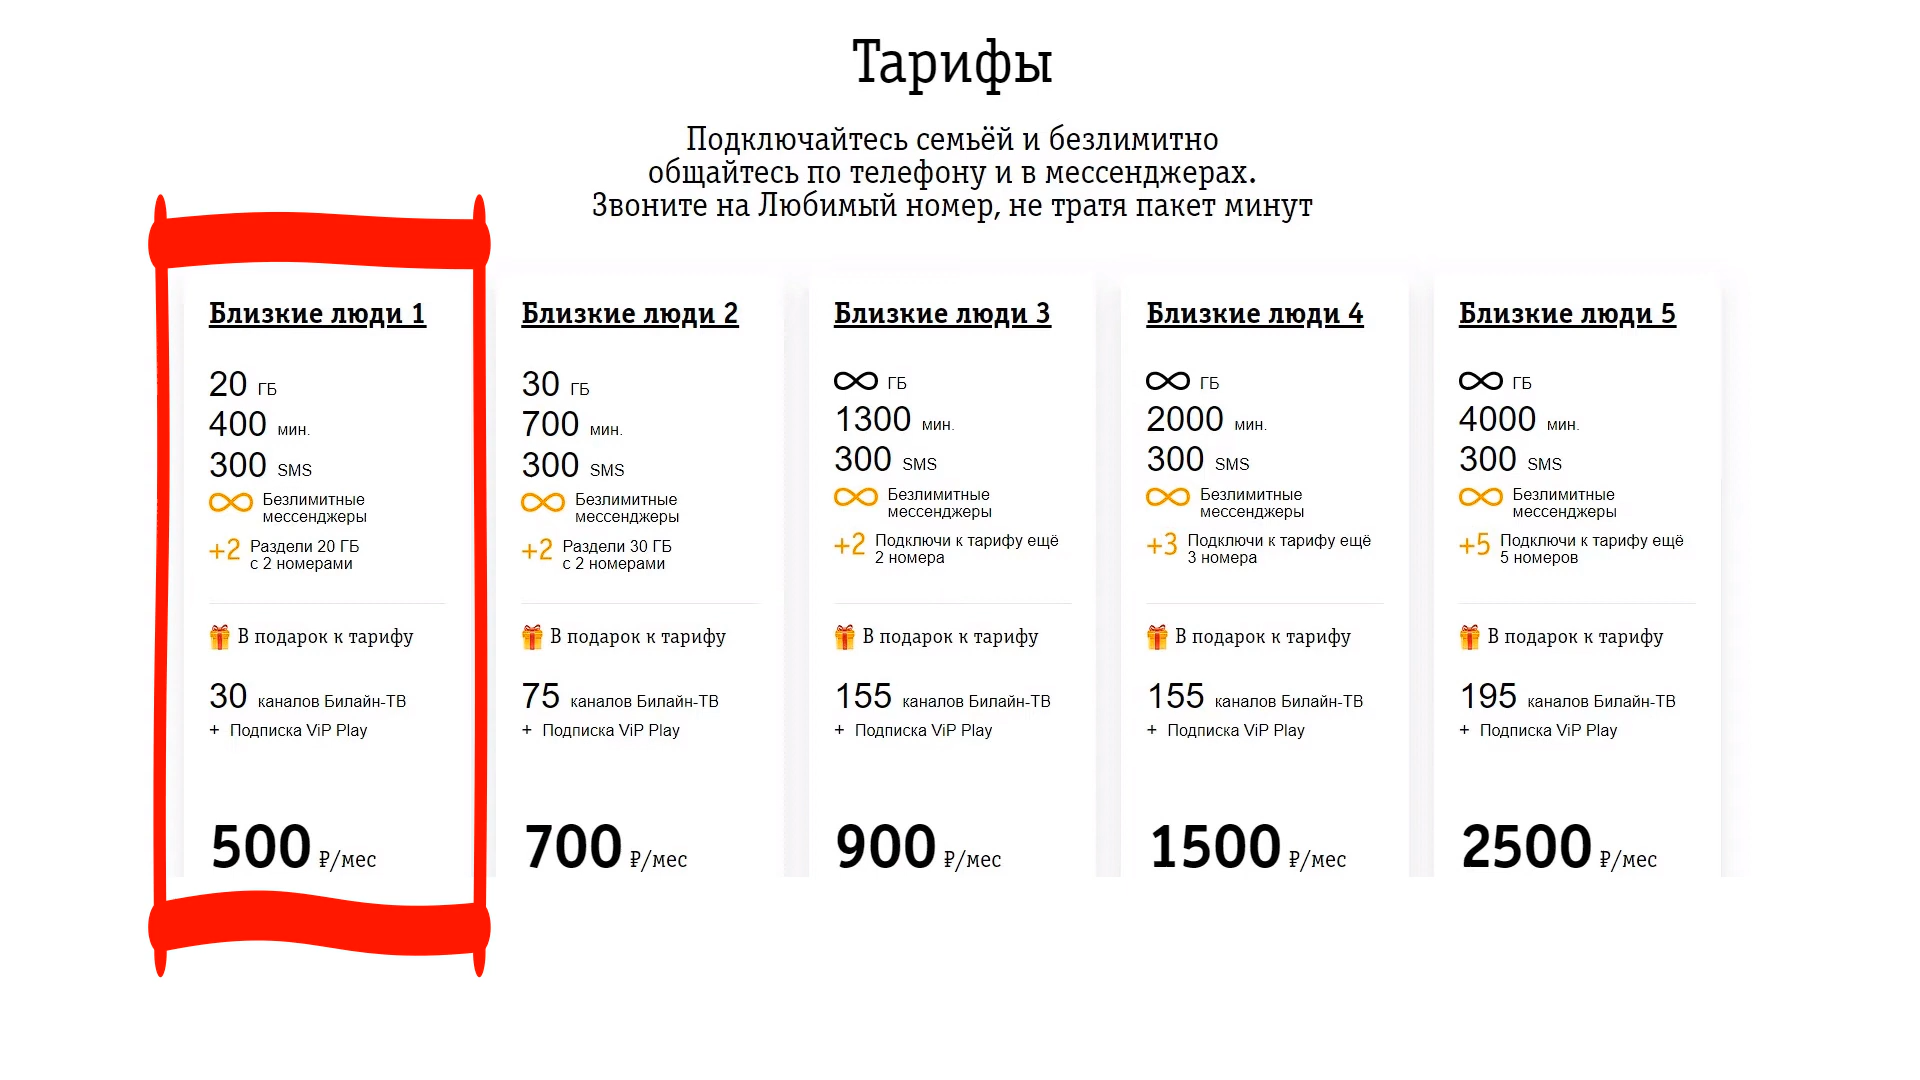 Тарифы
Подключайтесь семьёй и безлимитно
общайтесь по телефону и в мессенджерах.
Звоните на Любимый номер, не тратя пакет минут
Близкие люди 1
20 ГБ
400 мин.
300 SMS
∞ Безлимитные
мессенджеры
+2 Раздели 20 ГБ
с 2 номерами
В подарок к тарифу
30 каналов Билайн-ТВ
+ Подписка ViP Play
500 ₽/мес
Близкие люди 2
30 ГБ
700 мин.
300 SMS
∞ Безлимитные
мессенджеры
+2 Раздели 30 ГБ
с 2 номерами
В подарок к тарифу
75 каналов Билайн-ТВ
+ Подписка ViP Play
700 ₽/мес
Близкие люди 3
∞ ГБ
1300 мин.
300 SMS
∞ Безлимитные
мессенджеры
+2 Подключи к тарифу ещё
2 номера
В подарок к тарифу
155 каналов Билайн-ТВ
+ Подписка ViP Play
900 ₽/мес
Близкие люди 4
∞ ГБ
2000 мин.
300 SMS
∞ Безлимитные
мессенджеры
+3 Подключи к тарифу ещё
3 номера
В подарок к тарифу
155 каналов Билайн-ТВ
+ Подписка ViP Play
1500 ₽/мес
Близкие люди 5
∞ ГБ
4000 мин.
300 SMS
∞ Безлимитные
мессенджеры
+5 Подключи к тарифу ещё
5 номеров
В подарок к тарифу
195 каналов Билайн-ТВ
+ Подписка ViP Play
2500 ₽/мес